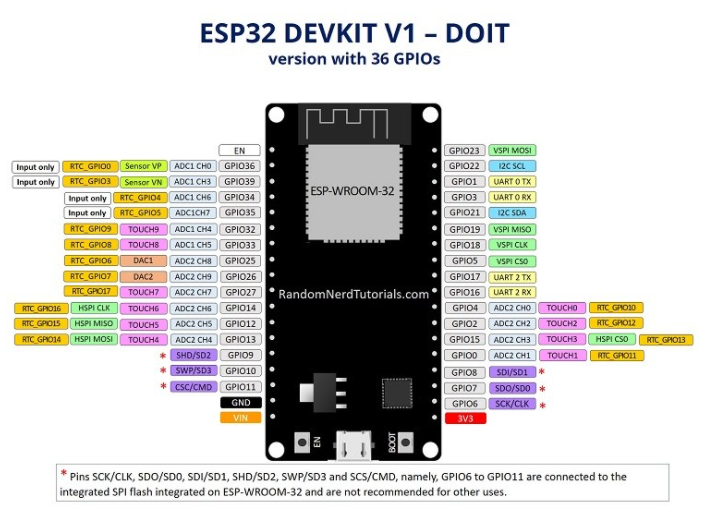 ESP32 DEVKIT V1 – DOIT
version with 36 GPIOs
EN
Input only RTC_GPIO0 Sensor VP ADC1 CH0 GPIO36
Input only RTC_GPIO3 Sensor VN ADC1 CH3 GPIO39
Input only RTC_GPIO4 ADC1 CH6 GPIO34
Input only RTC_GPIO5 ADC1CH7 GPIO35
RTC_GPIO9 TOUCH9 ADC1 CH4 GPIO32
RTC_GPIO8 TOUCH8 ADC1 CH5 GPIO33
RTC_GPIO6 DAC1 ADC2 CH8 GPIO25
RTC_GPIO7 DAC2 ADC2 CH9 GPIO26
RTC_GPIO17 TOUCH7 ADC2 CH7 GPIO27
RTC_GPIO16 HSPI CLK TOUCH6 ADC2 CH6 GPIO14
RTC_GPIO15 HSPI MISO TOUCH5 ADC2 CH5 GPIO12
RTC_GPIO14 HSPI MOSI TOUCH4 ADC2 CH4 GPIO13
* SHD/SD2 GPIO9
* SWP/SD3 GPIO10
* CSC/CMD GPIO11
GND
VIN
ESP-WROOM-32
RandomNerdTutorials.com
EN
BOOT
GPIO23 VSPI MOSI
GPIO22 I2C SCL
GPIO1 UART 0 TX
GPIO3 UART 0 RX
GPIO21 I2C SDA
GPIO19 VSPI MISO
GPIO18 VSPI CLK
GPIO5 VSPI CS0
GPIO17 UART 2 TX
GPIO16 UART 2 RX
GPIO4 ADC2 CH0 TOUCH0 RTC_GPIO10
GPIO2 ADC2 CH2 TOUCH2 RTC_GPIO12
GPIO15 ADC2 CH3 TOUCH3 HSPI CS0 RTC_GPIO13
GPIO0 ADC2 CH1 TOUCH1 RTC_GPIO11
GPIO8 SDI/SD1 *
GPIO7 SDO/SD0 *
GPIO6 SCK/CLK *
3V3
* Pins SCK/CLK, SDO/SD0, SDI/SD1, SHD/SD2, SWP/SD3 and SCS/CMD, namely, GPIO6 to GPIO11 are connected to the
integrated SPI flash integrated on ESP-WROOM-32 and are not recommended for other uses.